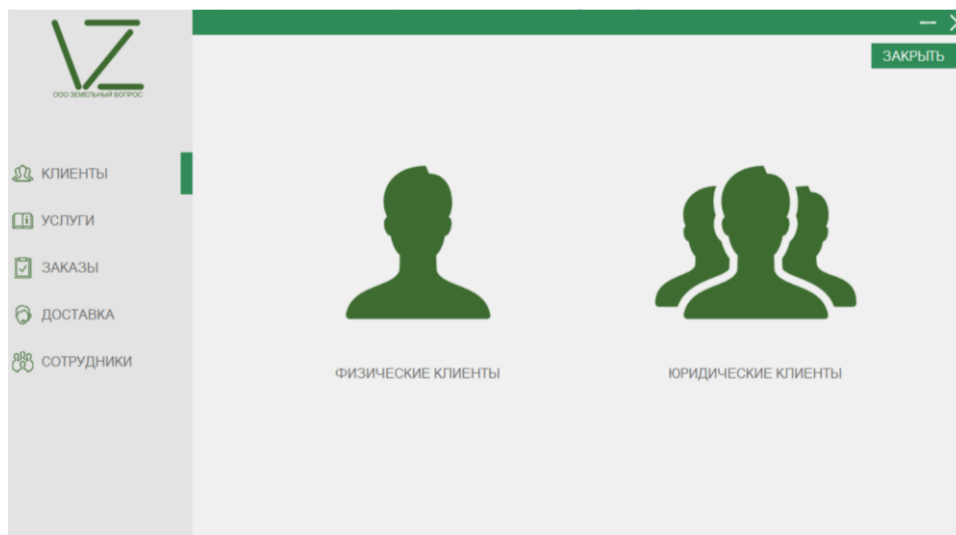 VZ
ООО ЗЕМЕЛЬНЫЙ ВОПРОС
ЗАКРЫТЬ
КЛИЕНТЫ
УСЛУГИ
ЗАКАЗЫ
ДОСТАВКА
СОТРУДНИКИ
ФИЗИЧЕСКИЕ КЛИЕНТЫ
ЮРИДИЧЕСКИЕ КЛИЕНТЫ